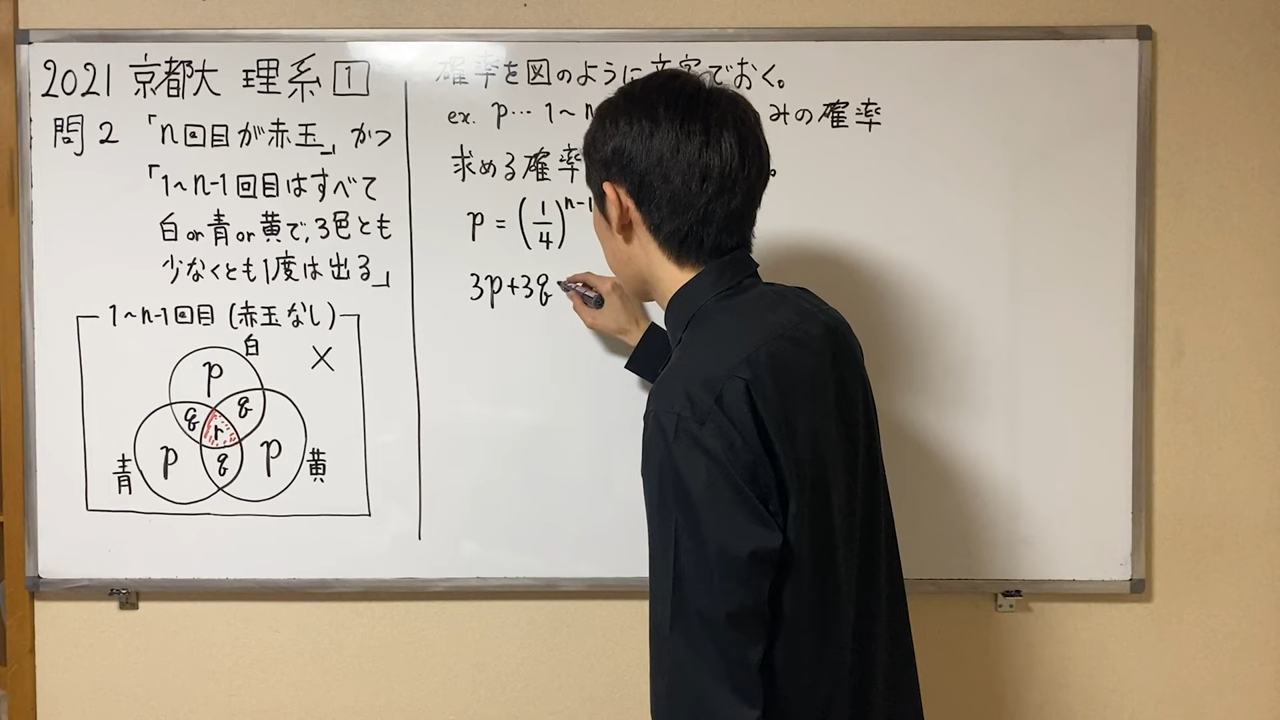 2021 京都大 理系 1
問2 「n回目が赤玉」かつ
「1~n-1回目はすべて
白or青or黄で、3色とも
少なくとも1度は出る」
1~n-1回目 (赤玉なし)
白
×
p
q q
r
青 p q p 黄
確率を図のように文字でおく。
ex. p… 1~n みの確率
求める確率
p = (1/4)^n-1
3p+3q